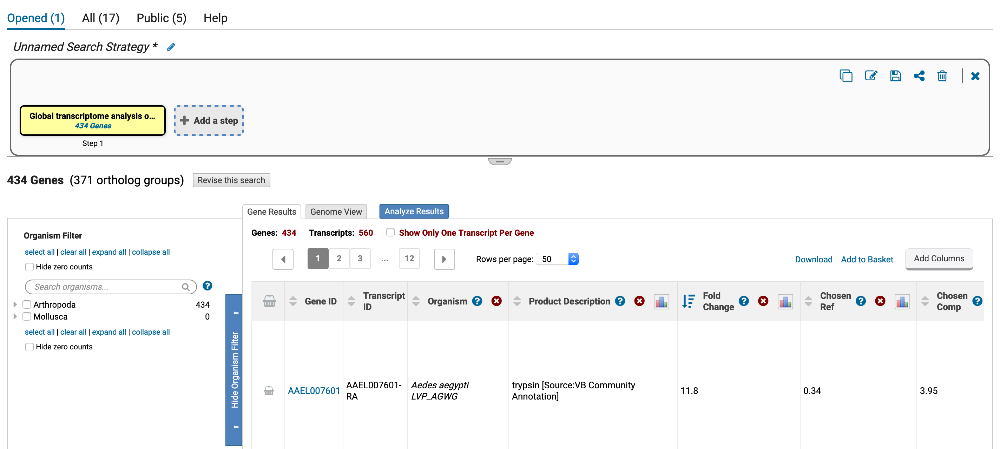 Opened (1) All (17) Public (5) Help
Unnamed Search Strategy *
Global transcriptome analysis o...
434 Genes
Add a step
Step 1
434 Genes (371 ortholog groups) Revise this search
Gene Results Genome View Analyze Results
Organism Filter
select all | clear all | expand all | collapse all
Hide zero counts
Search organisms...
Arthropoda 434
Mollusca 0
select all | clear all | expand all | collapse all
Hide zero counts
Hide Organism Filter
Genes: 434 Transcripts: 560 Show Only One Transcript Per Gene
1 2 3 ... 12 Rows per page: 50 Download Add to Basket Add Columns
Gene ID
Transcript
ID
Organism
Product Description
Fold
Change
Chosen
Ref
Chosen
Comp
AAEL007601
AAEL007601-
RA
Aedes aegypti
LVP_AGWG
trypsin [Source:VB Community
Annotation]
11.8
0.34
3.95